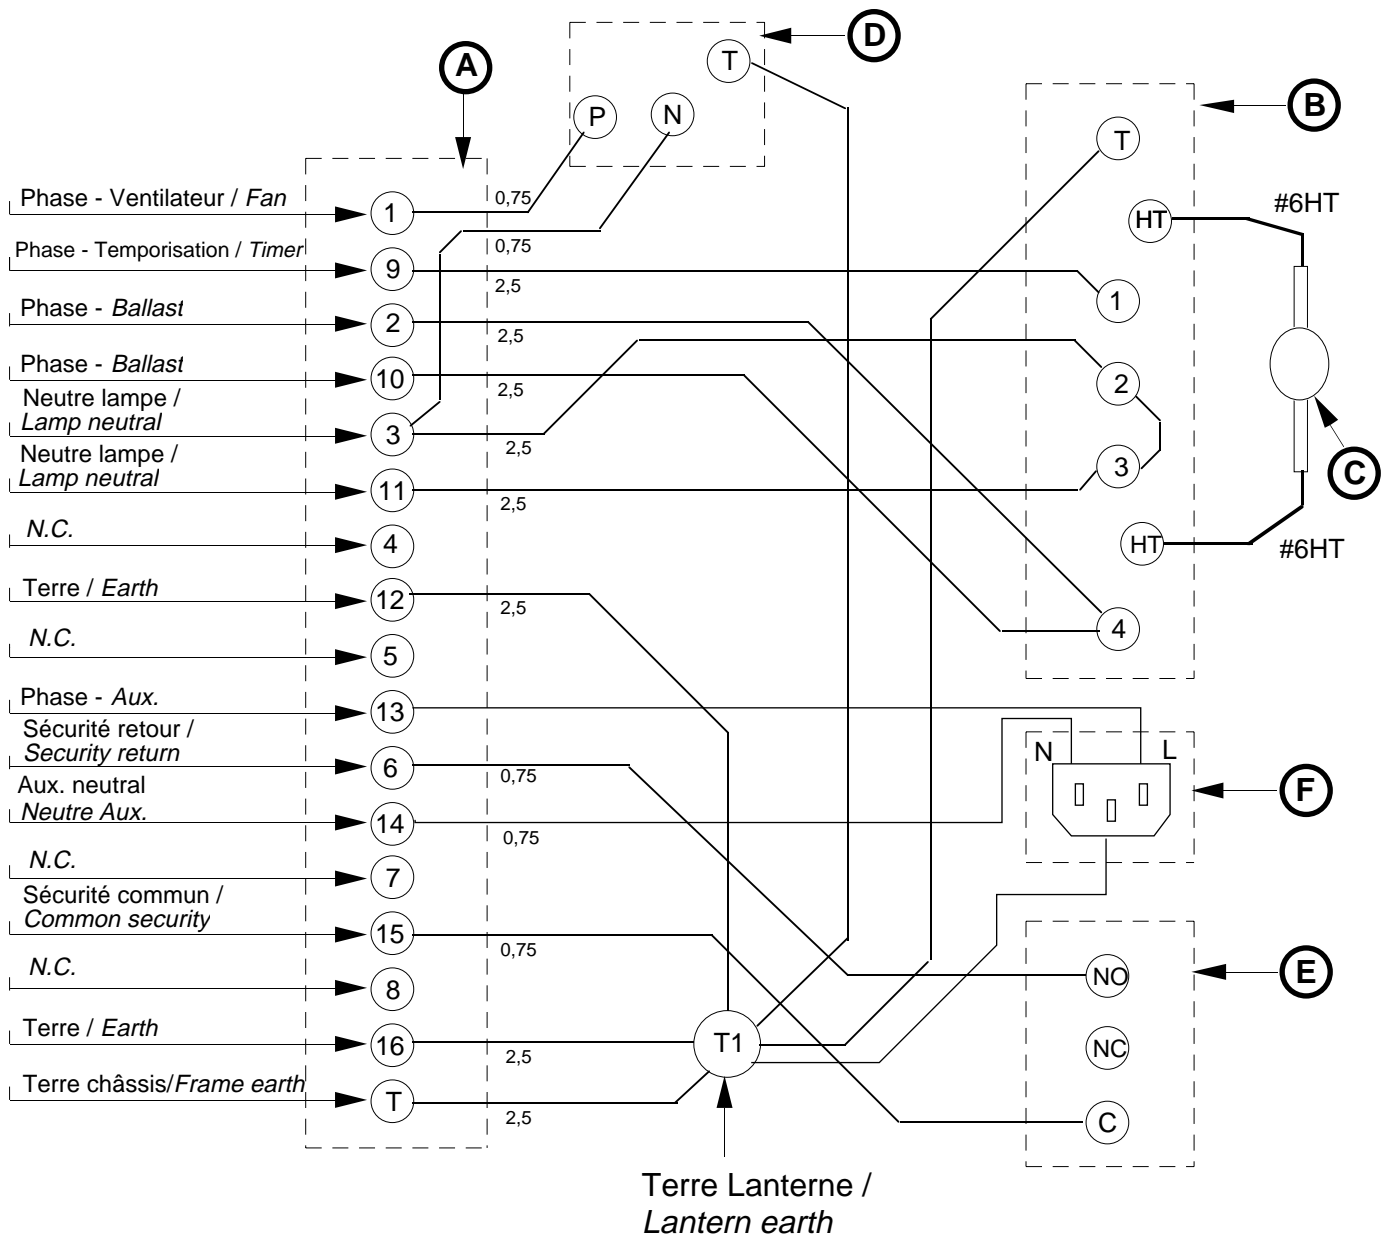 D
A
T
B
P
N
T
Phase - Ventilateur / Fan
1
0,75
#6HT
HT
Phase - Temporisation / Timer
9
0,75
2,5
1
Phase - Ballast
2
2,5
Phase - Ballast
10
2,5
2
Neutre lampe /
Lamp neutral
3
2,5
Neutre lampe /
Lamp neutral
11
2,5
3
C
N.C.
4
HT
#6HT
Terre / Earth
12
2,5
4
N.C.
5
Phase - Aux.
13
Sécurité retour /
Security return
6
0,75
N
L
Aux. neutral
Neutre Aux.
14
0,75
F
N.C.
7
Sécurité commun /
Common security
15
0,75
N.C.
8
NO
E
Terre / Earth
16
2,5
T1
NC
Terre châssis/Frame earth
T
2,5
C
Terre Lanterne /
Lantern earth